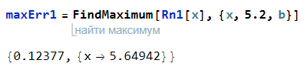 maxErr1 = FindMaximum[Rn1[x], {x, 5.2, b}]
найти максимум
{0.12377, {x → 5.64942}}